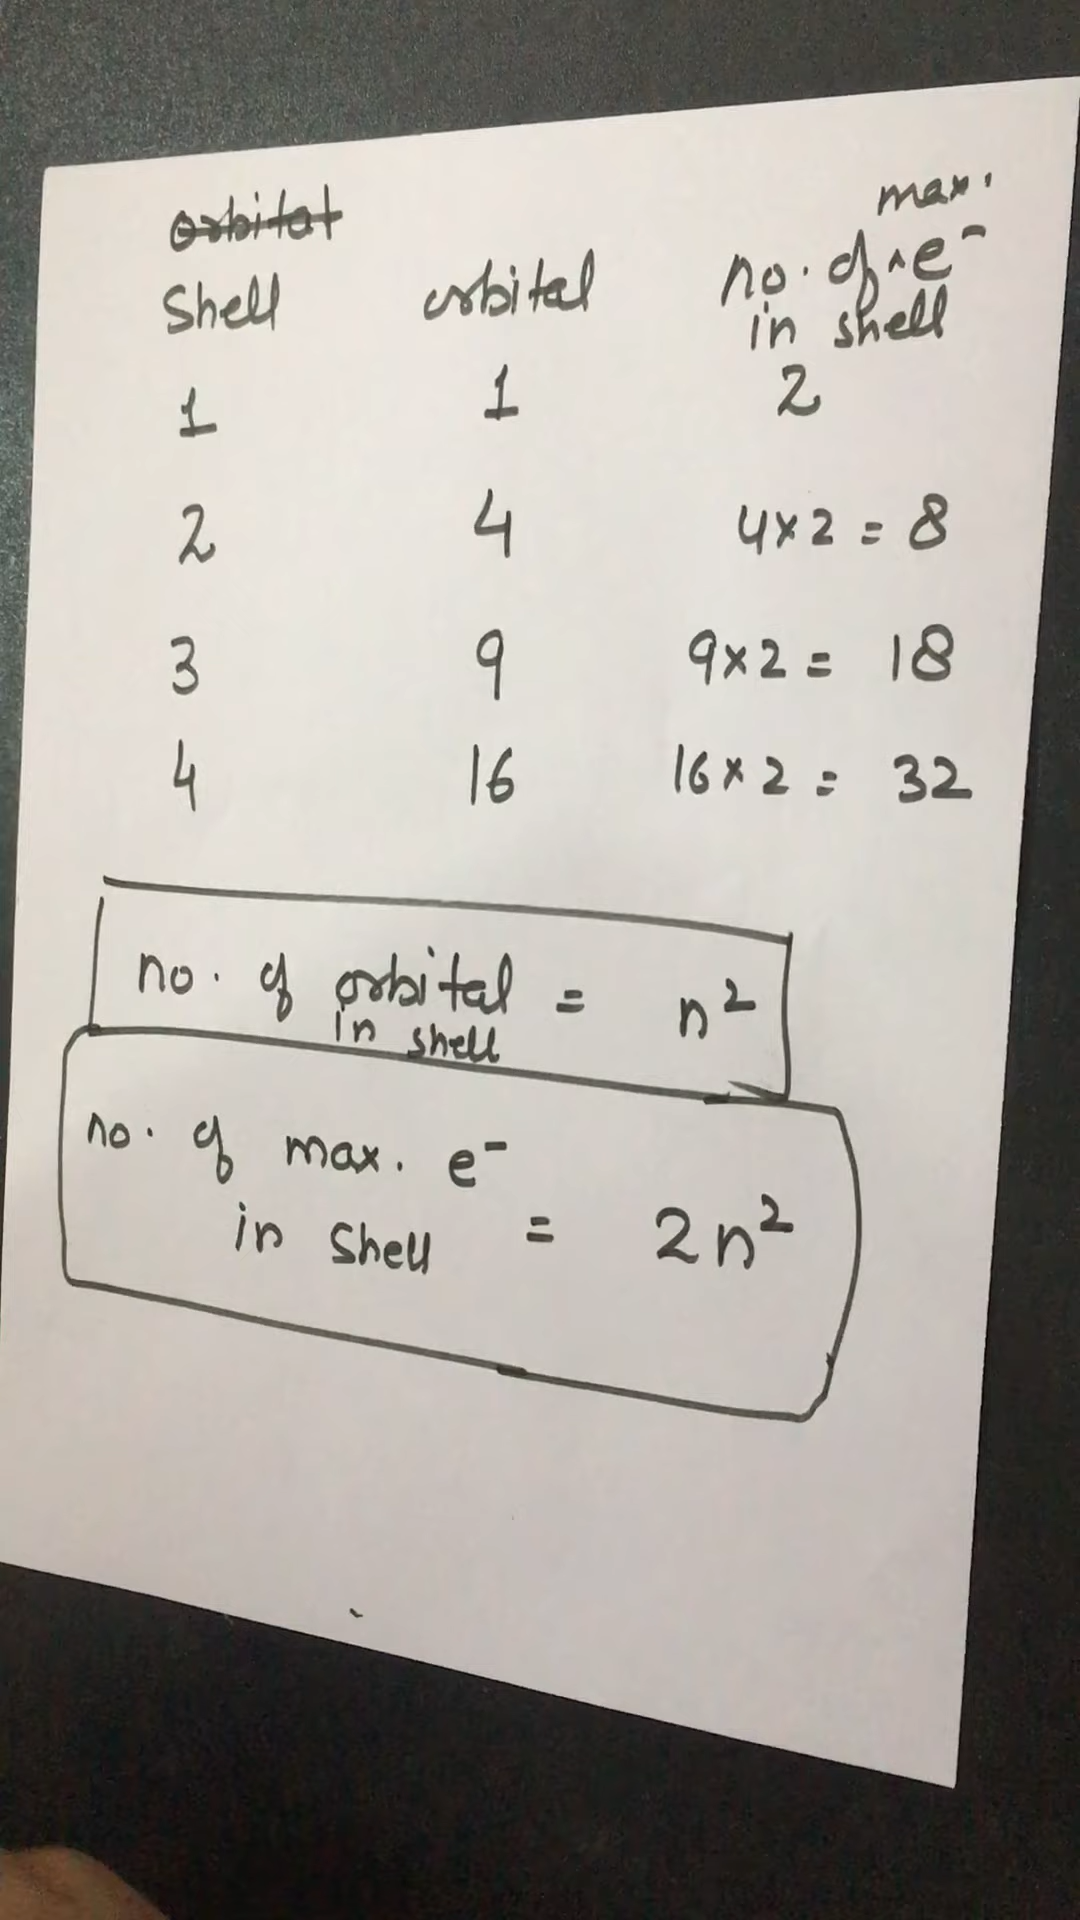 orbital
Shell orbital no. of ^ e⁻ max.
in shell
1 1 2
2 4 4×2 = 8
3 9 9×2 = 18
4 16 16×2 = 32
no. of orbital = n²
in shell
no. of max. e⁻
in shell = 2n²